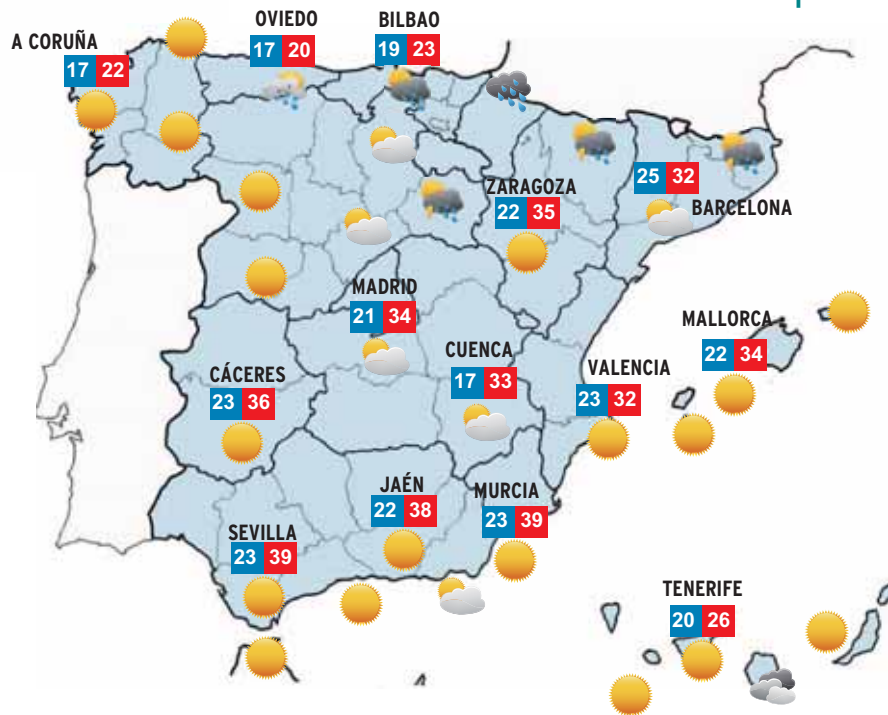 OVIEDO
17 20
BILBAO
19 23
A CORUÑA
17 22
ZARAGOZA
22 35
25 32
BARCELONA
MADRID
21 34
MALLORCA
22 34
CUENCA
17 33
VALENCIA
23 32
CÁCERES
23 36
JAÉN
22 38
MURCIA
23 39
SEVILLA
23 39
TENERIFE
20 26